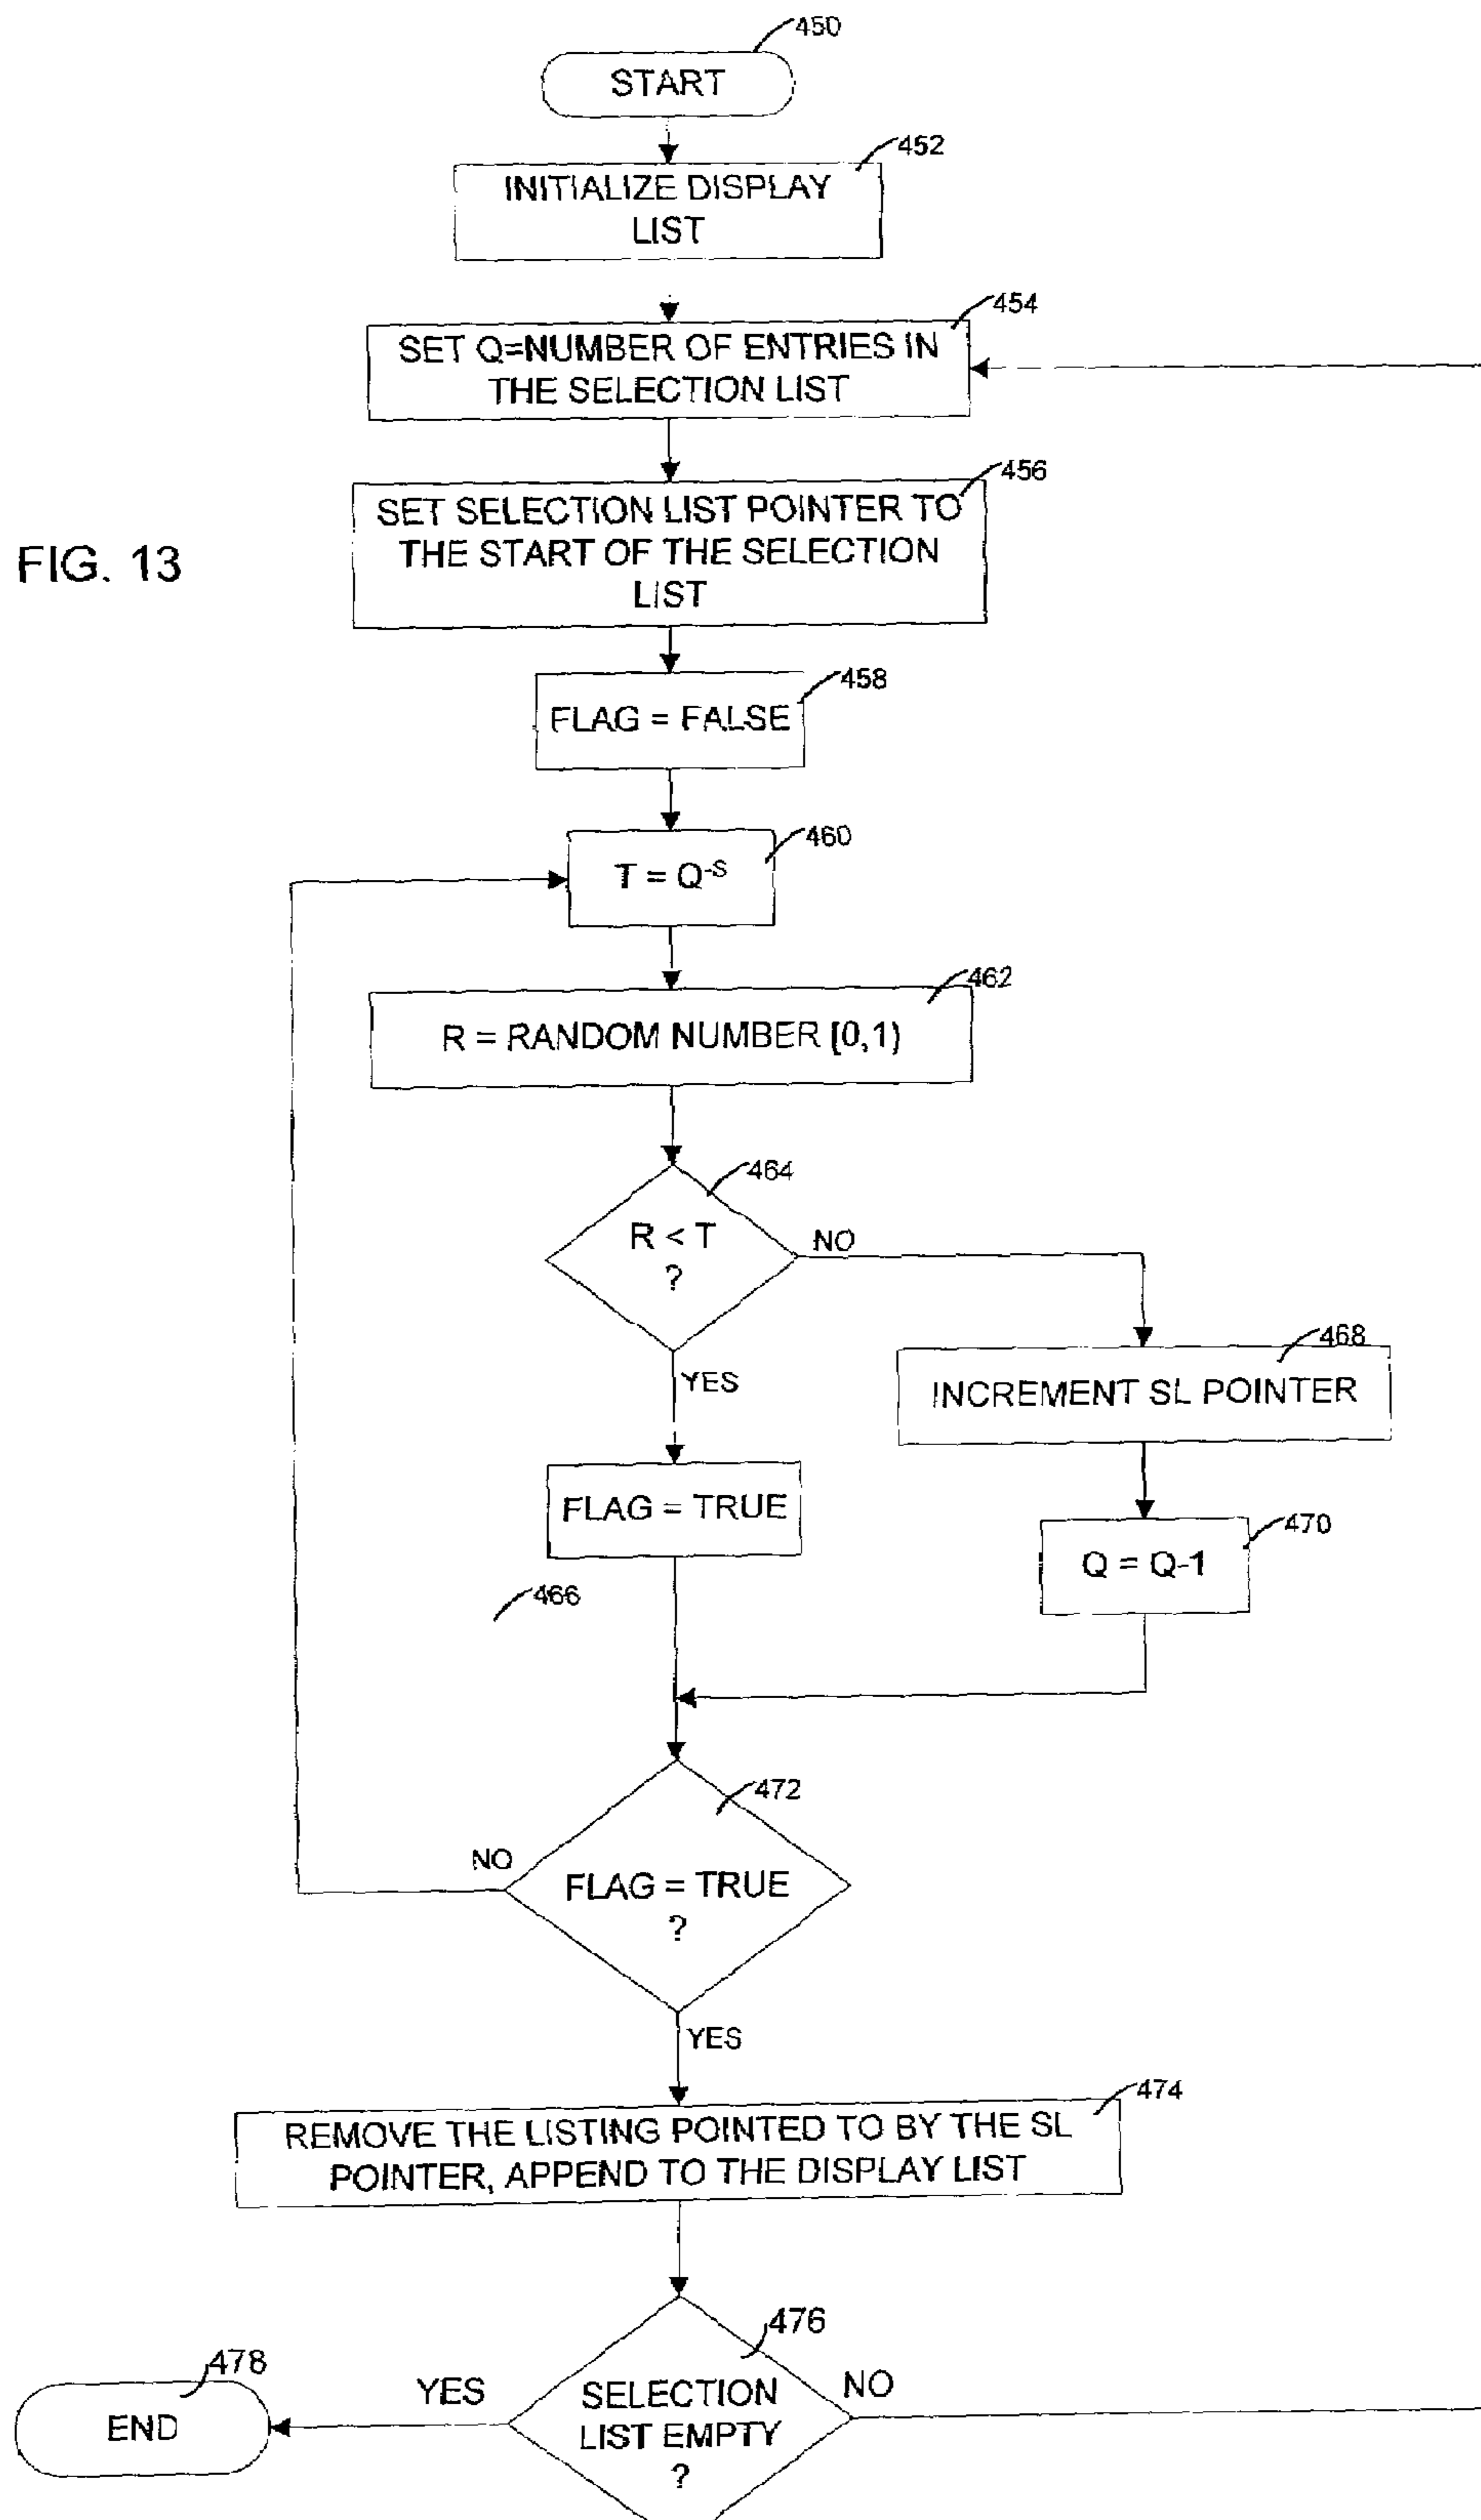 450
START
452
INITIALIZE DISPLAY
LIST
454
SET Q=NUMBER OF ENTRIES IN
THE SELECTION LIST
456
SET SELECTION LIST POINTER TO
THE START OF THE SELECTION
LIST
FIG. 13
458
FLAG = FALSE
460
T = Q-S
462
R = RANDOM NUMBER [0,1)
464
R < T
?
NO
YES
468
INCREMENT SL POINTER
FLAG = TRUE
470
Q = Q-1
466
472
NO
FLAG = TRUE
?
YES
474
REMOVE THE LISTING POINTED TO BY THE SL
POINTER, APPEND TO THE DISPLAY LIST
476
478
YES
SELECTION
LIST EMPTY
?
NO
END